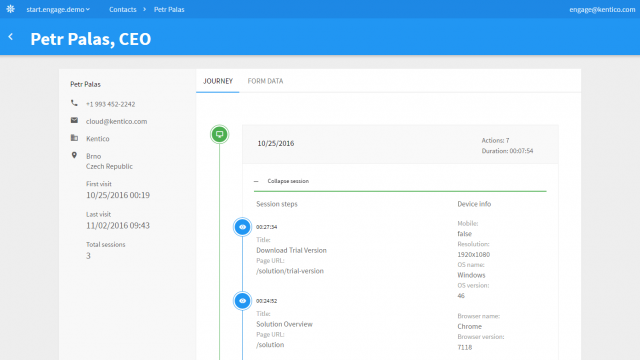 start.engage.demo Contacts Petr Palas engage@kentico.com
Petr Palas, CEO
Petr Palas
+1 993 452-2242
cloud@kentico.com
Kentico
Brno
Czech Republic
First visit
10/25/2016 00:19
Last visit
11/02/2016 09:43
Total sessions
3
JOURNEY FORM DATA
10/25/2016
Actions: 7
Duration: 00:07:54
Collapse session
Session steps
00:27:34
Title:
Download Trial Version
Page URL:
/solution/trial-version
00:24:52
Title:
Solution Overview
Page URL:
/solution
Device info
Mobile:
false
Resolution:
1920x1080
OS name:
Windows
OS version:
46
Browser name:
Chrome
Browser version:
7118